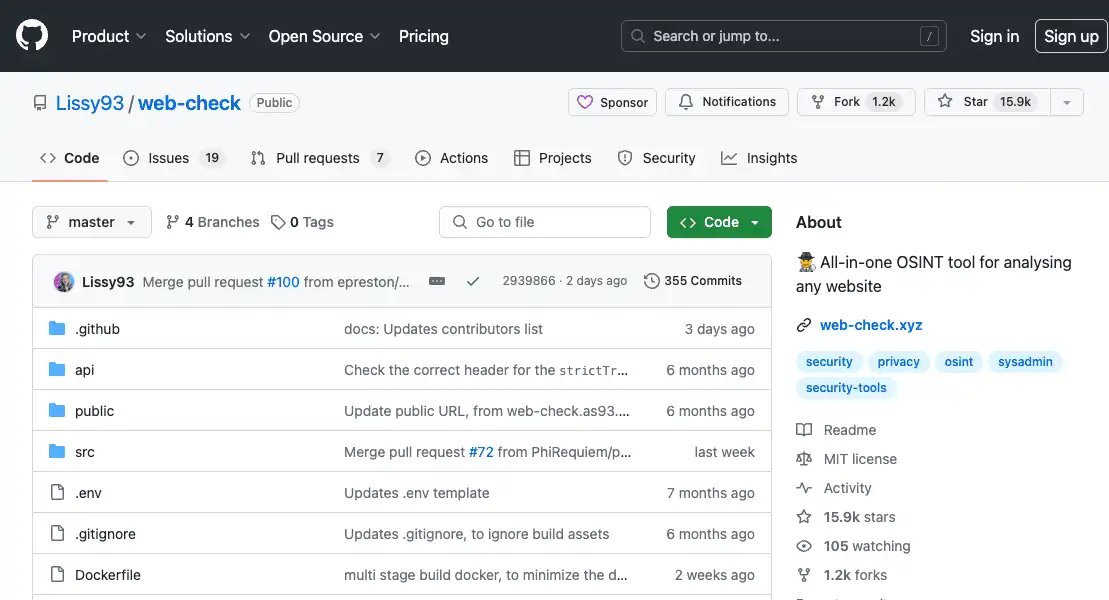 Product Solutions Open Source Pricing Search or jump to... / Sign in Sign up
Lissy93 / web-check Public Sponsor Notifications Fork 1.2k Star 15.9k
Code Issues 19 Pull requests 7 Actions Projects Security Insights
master 4 Branches 0 Tags Go to file Code
Lissy93 Merge pull request #100 from epreston/... 2939866 · 2 days ago 355 Commits
.github docs: Updates contributors list 3 days ago
api Check the correct header for the strictTr... 6 months ago
public Update public URL, from web-check.as93.... 6 months ago
src Merge pull request #72 from PhiRequiem/p... last week
.env Updates .env template 7 months ago
.gitignore Updates .gitignore, to ignore build assets 6 months ago
Dockerfile multi stage build docker, to minimize the d... 2 weeks ago
About
All-in-one OSINT tool for analysing
any website
web-check.xyz
security privacy osint sysadmin
security-tools
Readme
MIT license
Activity
15.9k stars
105 watching
1.2k forks